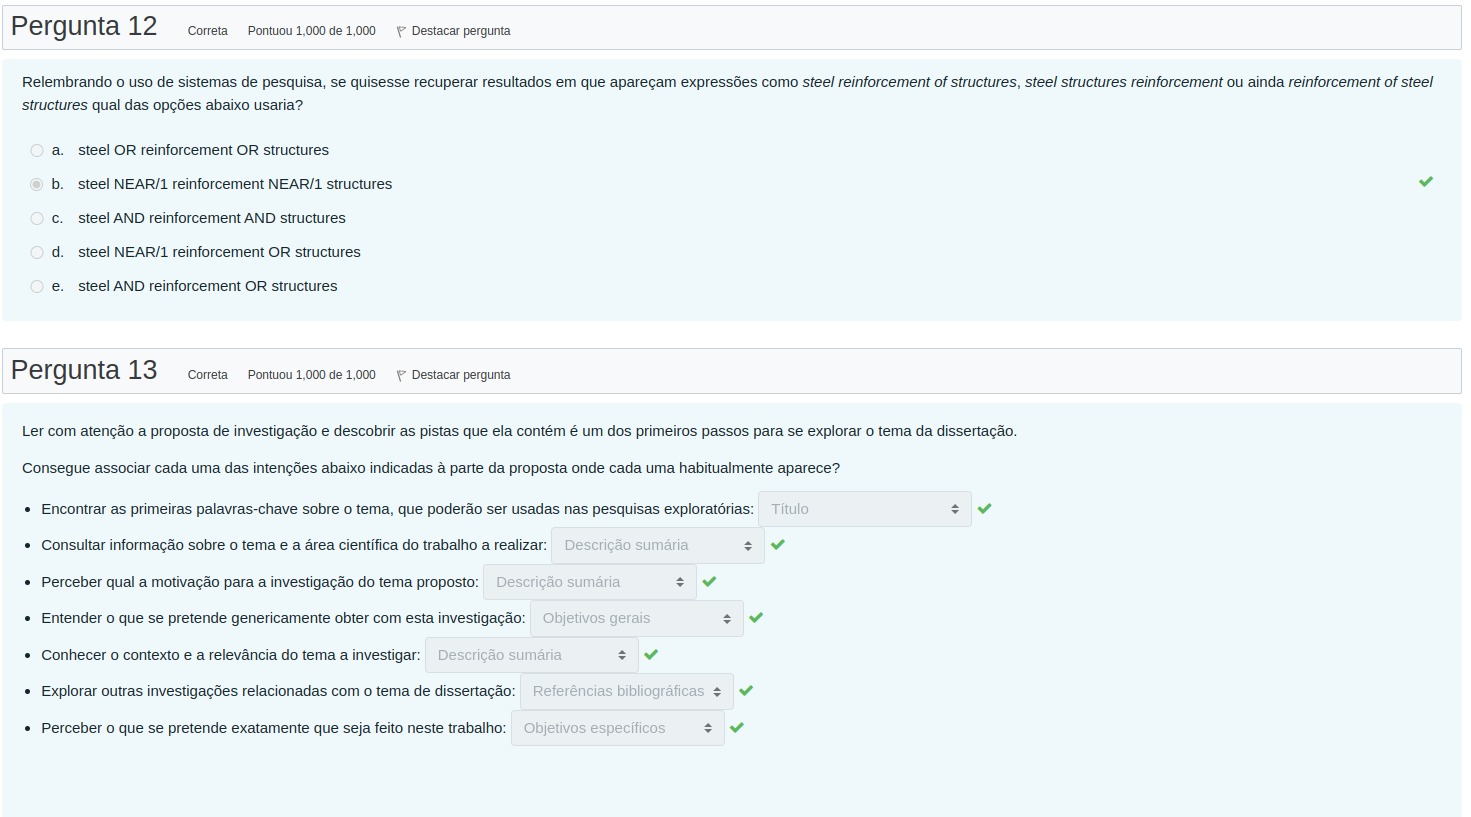 Pergunta 12 Correta Pontuou 1,000 de 1,000 Destacar pergunta
Relembrando o uso de sistemas de pesquisa, se quisesse recuperar resultados em que apareçam expressões como steel reinforcement of structures, steel structures reinforcement ou ainda reinforcement of steel
structures qual das opções abaixo usaria?
a. steel OR reinforcement OR structures
b. steel NEAR/1 reinforcement NEAR/1 structures
c. steel AND reinforcement AND structures
d. steel NEAR/1 reinforcement OR structures
e. steel AND reinforcement OR structures
Pergunta 13 Correta Pontuou 1,000 de 1,000 Destacar pergunta
Ler com atenção a proposta de investigação e descobrir as pistas que ela contém é um dos primeiros passos para se explorar o tema da dissertação.
Consegue associar cada uma das intenções abaixo indicadas à parte da proposta onde cada uma habitualmente aparece?
• Encontrar as primeiras palavras-chave sobre o tema, que poderão ser usadas nas pesquisas exploratórias: Título
• Consultar informação sobre o tema e a área científica do trabalho a realizar: Descrição sumária
• Perceber qual a motivação para a investigação do tema proposto: Descrição sumária
• Entender o que se pretende genericamente obter com esta investigação: Objetivos gerais
• Conhecer o contexto e a relevância do tema a investigar: Descrição sumária
• Explorar outras investigações relacionadas com o tema de dissertação: Referências bibliográficas
• Perceber o que se pretende exatamente que seja feito neste trabalho: Objetivos específicos